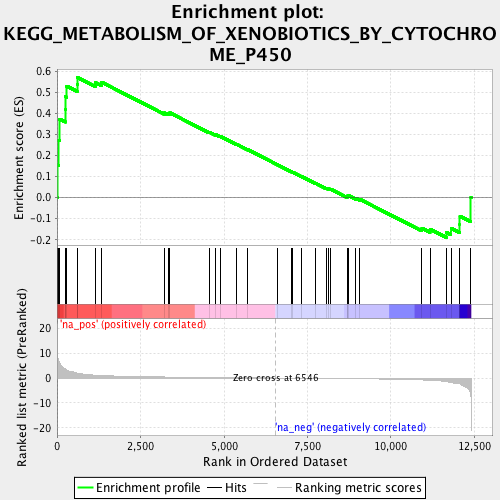 Enrichment plot:
KEGG_METABOLISM_OF_XENOBIOTICS_BY_CYTOCHRO
ME_P450
Enrichment score (ES)
0.6
0.5
0.4
0.3
0.2
0.1
0.0
-0.1
-0.2
'na_pos' (positively correlated)
Ranked list metric (PreRanked)
20
10
0
-10
-20
Zero cross at 6546
'na_neg' (negatively correlated)
0
2,500
5,000
7,500
10,000
12,500
Rank in Ordered Dataset
Enrichment profile
Hits
Ranking metric scores